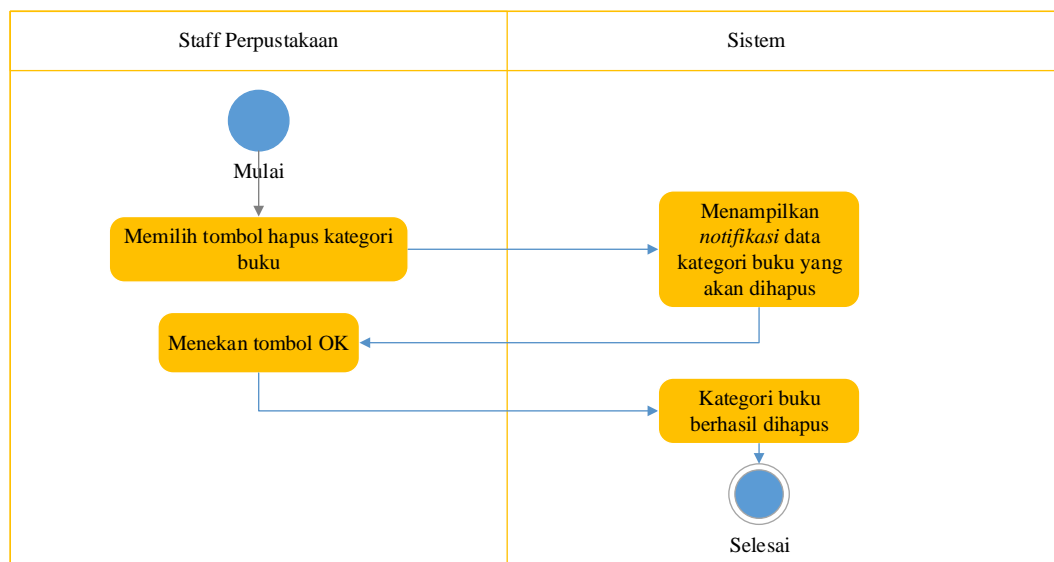 Staff Perpustakaan
Sistem
Mulai
Memilih tombol hapus kategori
buku
Menampilkan
notifikasi data
kategori buku yang
akan dihapus
Menekan tombol OK
Kategori buku
berhasil dihapus
Selesai